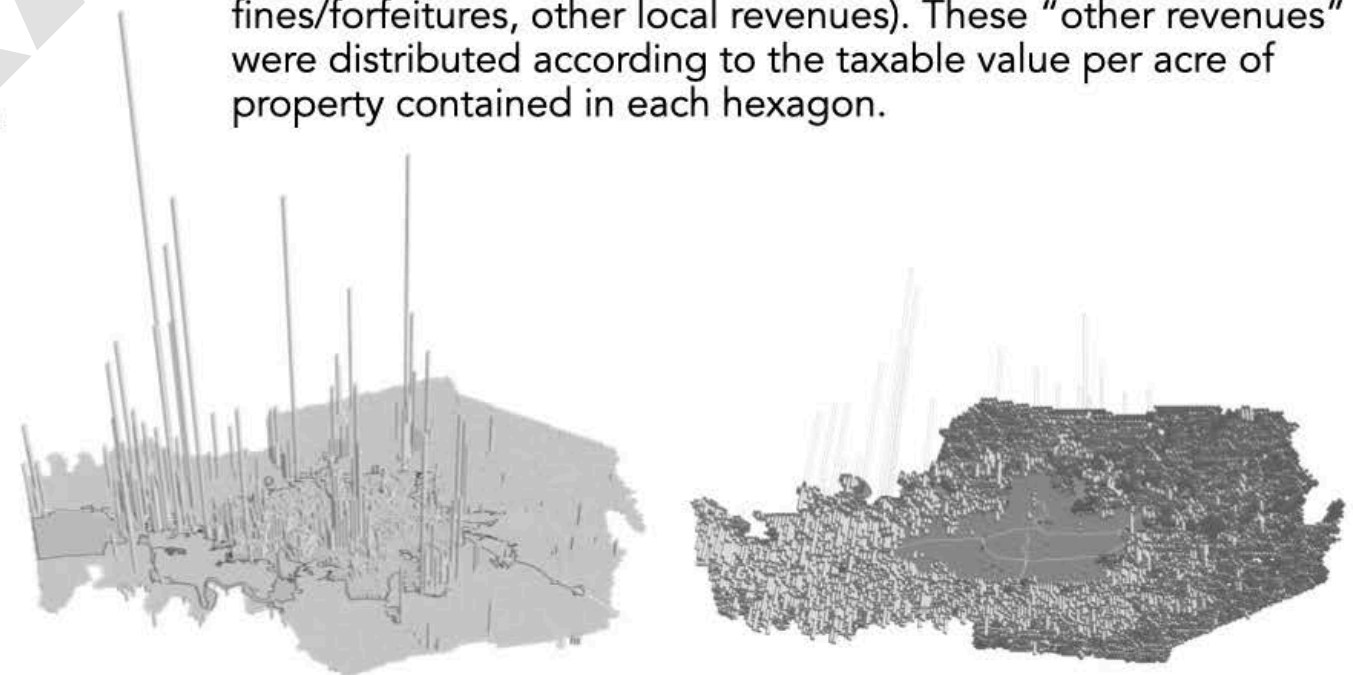 fines/forfeitures, other local revenues). These “other revenues”
were distributed according to the taxable value per acre of
property contained in each hexagon.